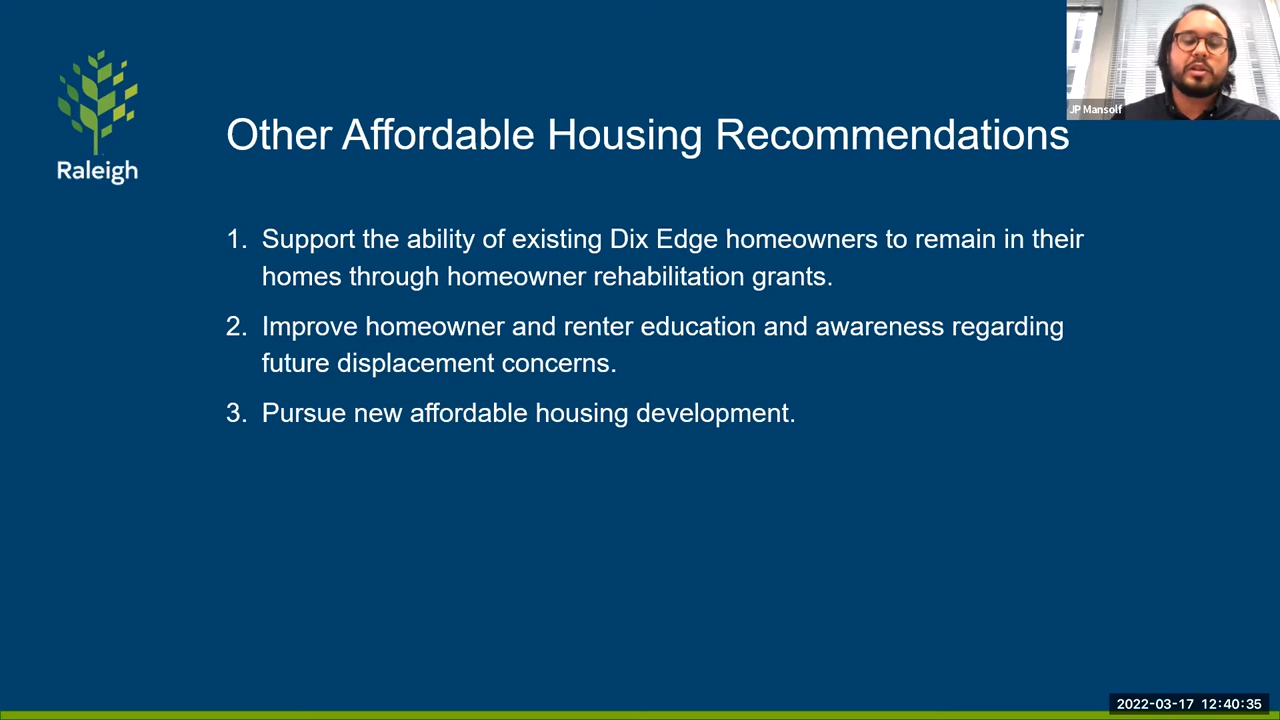 JP Mansolf
Raleigh
Other Affordable Housing Recommendations
1. Support the ability of existing Dix Edge homeowners to remain in their
homes through homeowner rehabilitation grants.
2. Improve homeowner and renter education and awareness regarding
future displacement concerns.
3. Pursue new affordable housing development.
2022-03-17 12:40:35